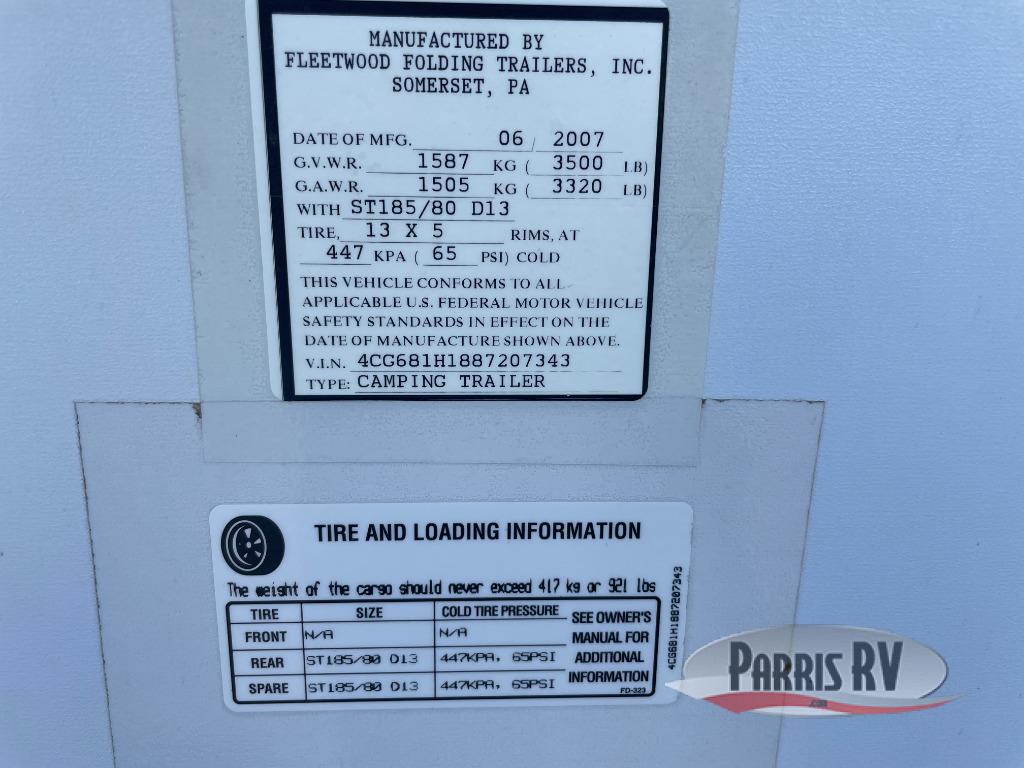 MANUFACTURED BY
FLEETWOOD FOLDING TRAILERS, INC.
SOMERSET, PA
DATE OF MFG. 06 / 2007
G.V.W.R. 1587 KG ( 3500 LB)
G.A.W.R. 1505 KG ( 3320 LB)
WITH ST185/80 D13
TIRE, 13 X 5 RIMS, AT
447 KPA ( 65 PSI) COLD
THIS VEHICLE CONFORMS TO ALL
APPLICABLE U.S. FEDERAL MOTOR VEHICLE
SAFETY STANDARDS IN EFFECT ON THE
DATE OF MANUFACTURE SHOWN ABOVE.
V.I.N. 4CG681H1887207343
TYPE: CAMPING TRAILER
TIRE AND LOADING INFORMATION
The weight of the cargo should never exceed 417 kg or 921 lbs
TIRE SIZE COLD TIRE PRESSURE
FRONT N/A N/A
REAR ST185/80 D13 447KPA, 65PSI
SPARE ST185/80 D13 447KPA, 65PSI
SEE OWNER'S
MANUAL FOR
ADDITIONAL
INFORMATION
FD-323
4CG681H1887207343
PARRIS RV
.com